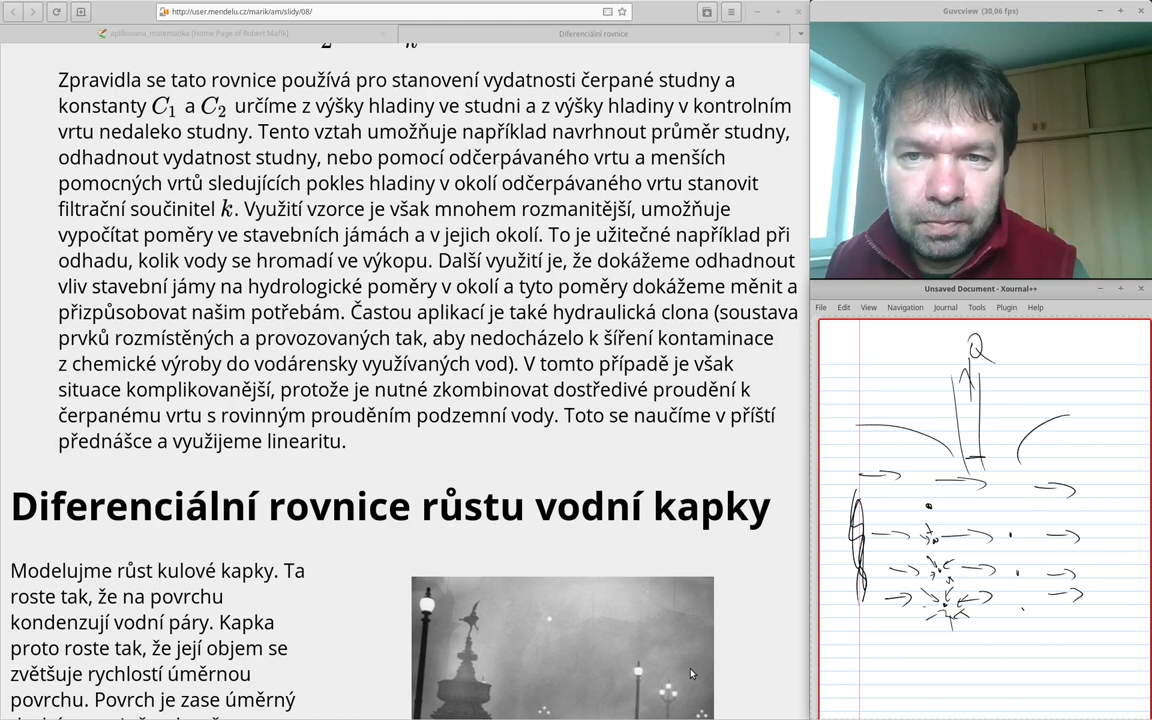 http://user.mendelu.cz/marik/am/slidy/08/
aplikovana_matematika [Home Page of Robert Mařík]
Diferenciální rovnice
Zpravidla se tato rovnice používá pro stanovení vydatnosti čerpané studny a
konstanty C₁ a C₂ určíme z výšky hladiny ve studni a z výšky hladiny v kontrolním
vrtu nedaleko studny. Tento vztah umožňuje například navrhnout průměr studny,
odhadnout vydatnost studny, nebo pomocí odčerpávaného vrtu a menších
pomocných vrtů sledujících pokles hladiny v okolí odčerpávaného vrtu stanovit
filtrační součinitel k. Využití vzorce je však mnohem rozmanitější, umožňuje
vypočítat poměry ve stavebních jámách a v jejich okolí. To je užitečné například při
odhadu, kolik vody se hromadí ve výkopu. Další využití je, že dokážeme odhadnout
vliv stavební jámy na hydrologické poměry v okolí a tyto poměry dokážeme měnit a
přizpůsobovat našim potřebám. Častou aplikací je také hydraulická clona (soustava
prvků rozmístěných a provozovaných tak, aby nedocházelo k šíření kontaminace
z chemické výroby do vodárensky využívaných vod). V tomto případě je však
situace komplikovanější, protože je nutné zkombinovat dostředivé proudění k
čerpanému vrtu s rovinným prouděním podzemní vody. Toto se naučíme v příští
přednášce a využijeme linearitu.
Diferenciální rovnice růstu vodní kapky
Modelujme růst kulové kapky. Ta
roste tak, že na povrchu
kondenzují vodní páry. Kapka
proto roste tak, že její objem se
zvětšuje rychlostí úměrnou
povrchu. Povrch je zase úměrný
Guvcview (30,06 fps)
Unsaved Document - Xournal++
File Edit View Navigation Journal Tools Plugin Help
Q